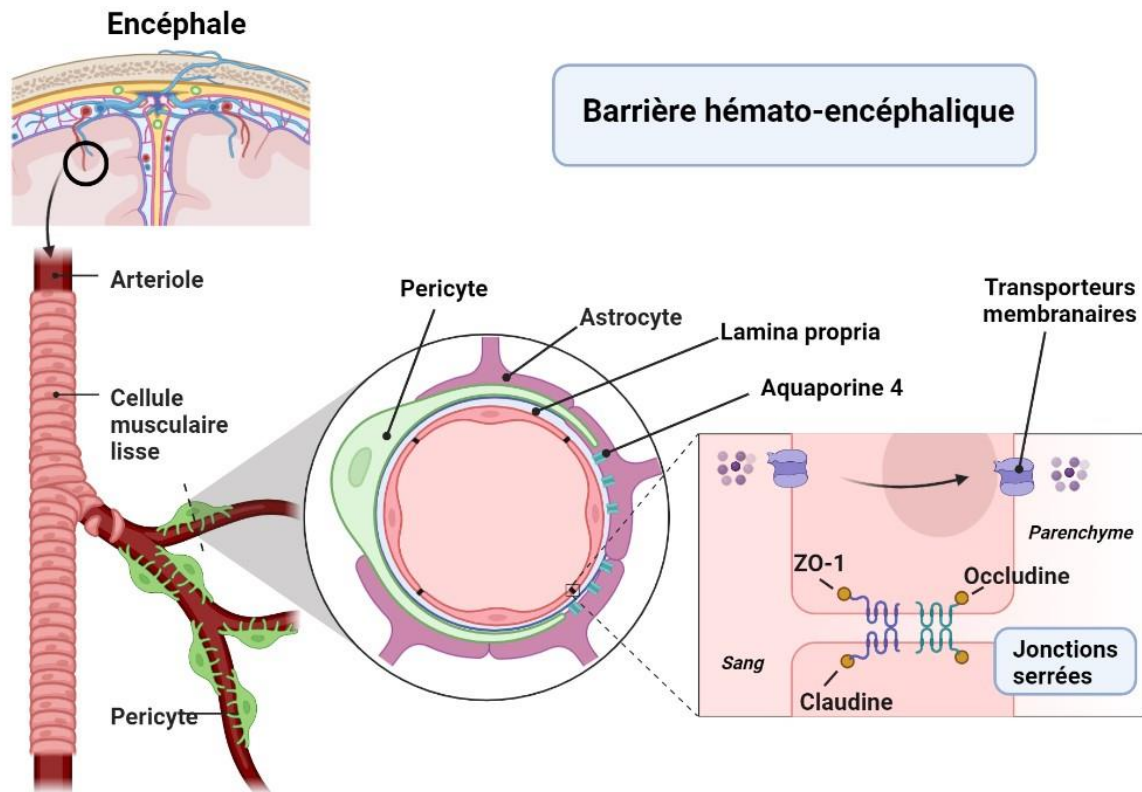 Encéphale
Barrière hémato-encéphalique
Arteriole
Cellule
musculaire
lisse
Pericyte
Pericyte
Astrocyte
Lamina propria
Aquaporine 4
Transporteurs
membranaires
Parenchyme
ZO-1
Occludine
Sang
Claudine
Jonctions
serrées